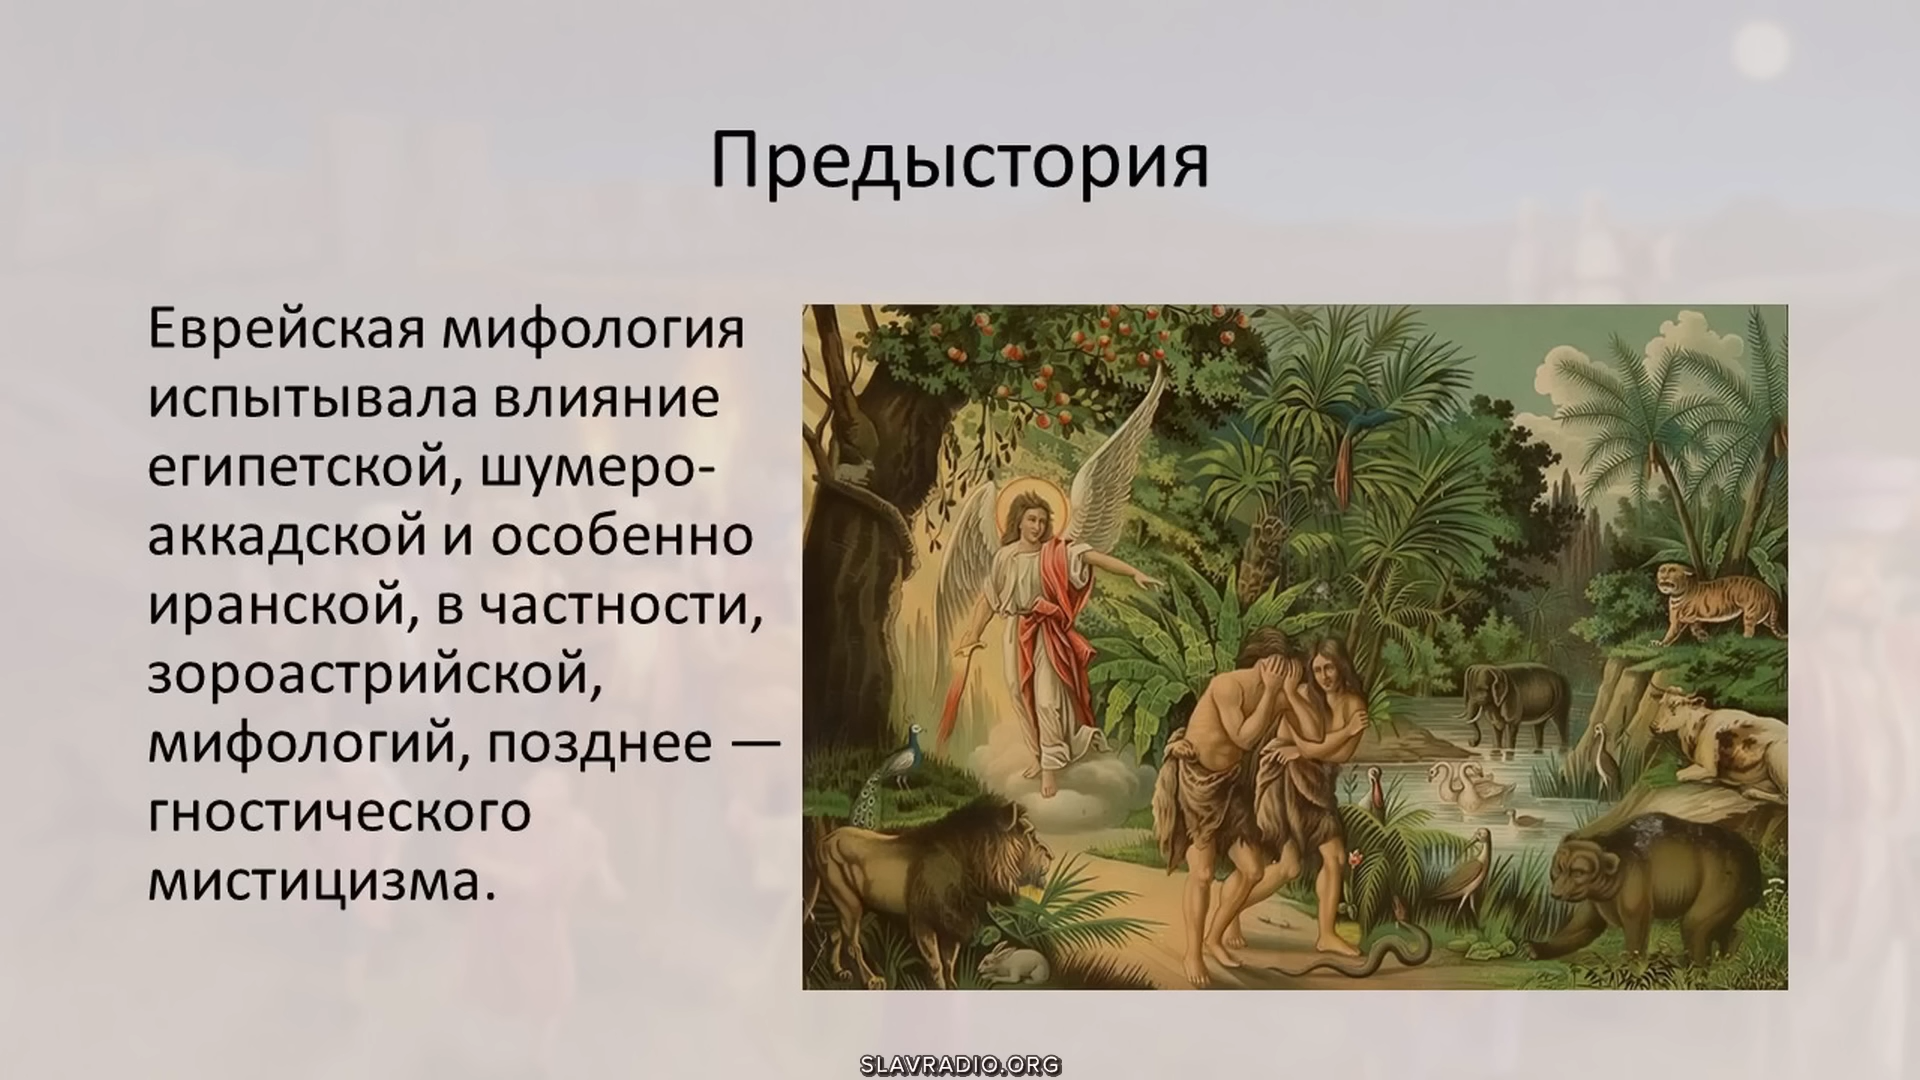 Предыстория
Еврейская мифология
испытывала влияние
египетской, шумеро-
аккадской и особенно
иранской, в частности,
зороастрийской,
мифологий, позднее —
гностического
мистицизма.
SLAVRADIO.ORG